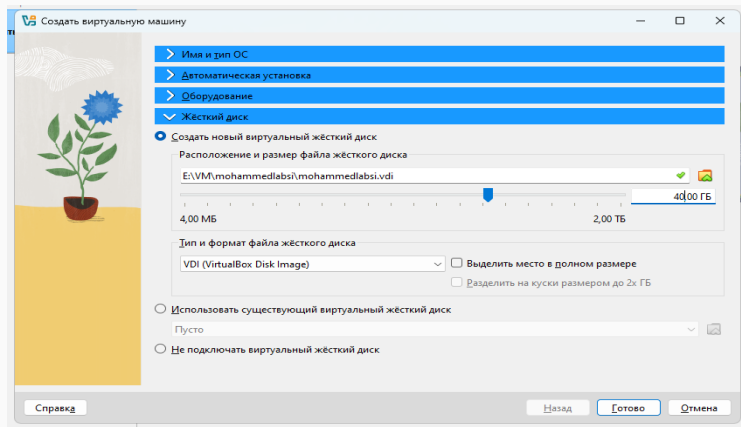 Создать виртуальную машину
Имя и тип ОС
Автоматическая установка
Оборудование
Жёсткий диск
Создать новый виртуальный жёсткий диск
Расположение и размер файла жёсткого диска
E:\VM\mohammedlabsi\mohammedlabsi.vdi
40,00 ГБ
4,00 МБ 2,00 ТБ
Тип и формат файла жёсткого диска
VDI (VirtualBox Disk Image) Выделить место в полном размере
Разделить на куски размером до 2х ГБ
Использовать существующий виртуальный жёсткий диск
Пусто
Не подключать виртуальный жёсткий диск
Справка Назад Готово Отмена